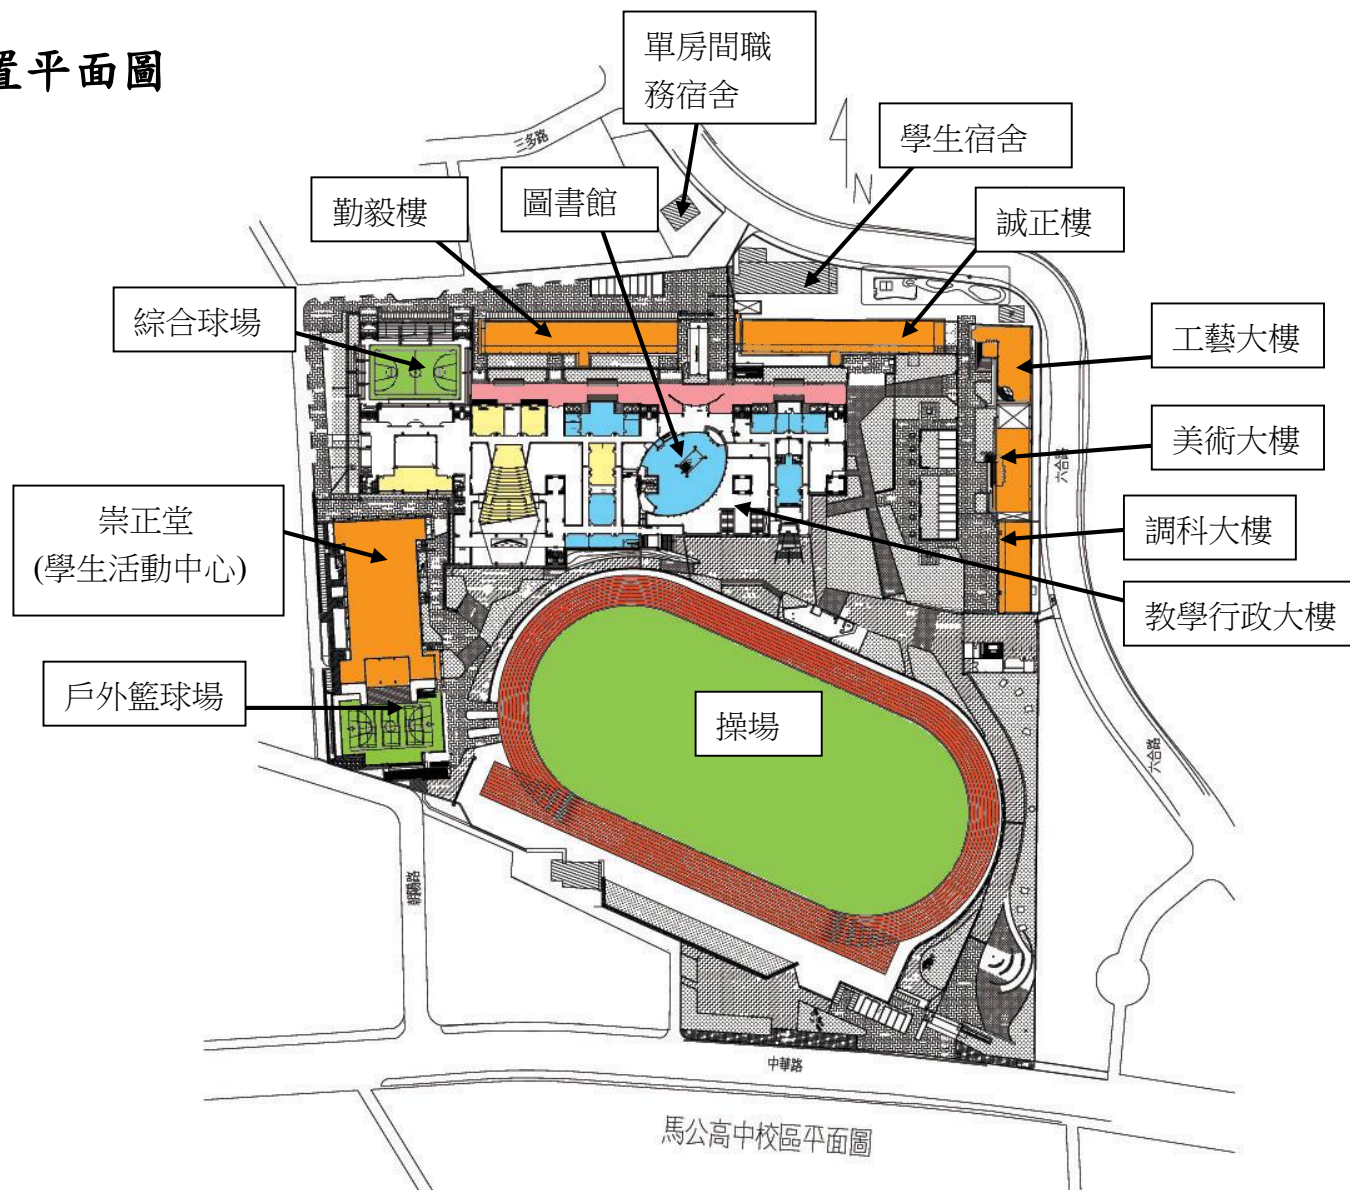 置平面圖
單房間職
務宿舍
學生宿舍
三多路
N
勤毅樓
圖書館
誠正樓
綜合球場
工藝大樓
美術大樓
六合路
崇正堂
(學生活動中心)
調科大樓
教學行政大樓
戶外籃球場
操場
六合路
朝陽路
中華路
馬公高中校區平面圖